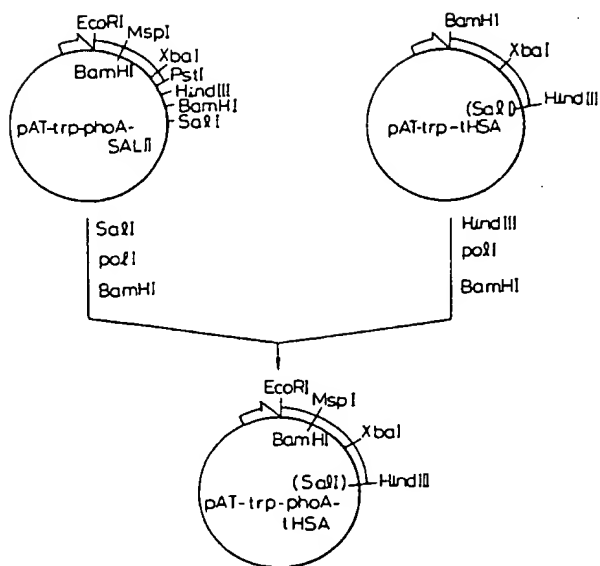 EcoRI
MspI
BamHI
XbaI
PstI
HindIII
BamHI
SalI
pAT-trp-phoA-
SALII
BamHI
XbaI
(SalI)
HindIII
pAT-trp-tHSA
SalI
polI
BamHI
HindIII
polI
BamHI
EcoRI
MspI
BamHI
XbaI
(SalI)
HindIII
pAT-trp-phoA-
tHSA